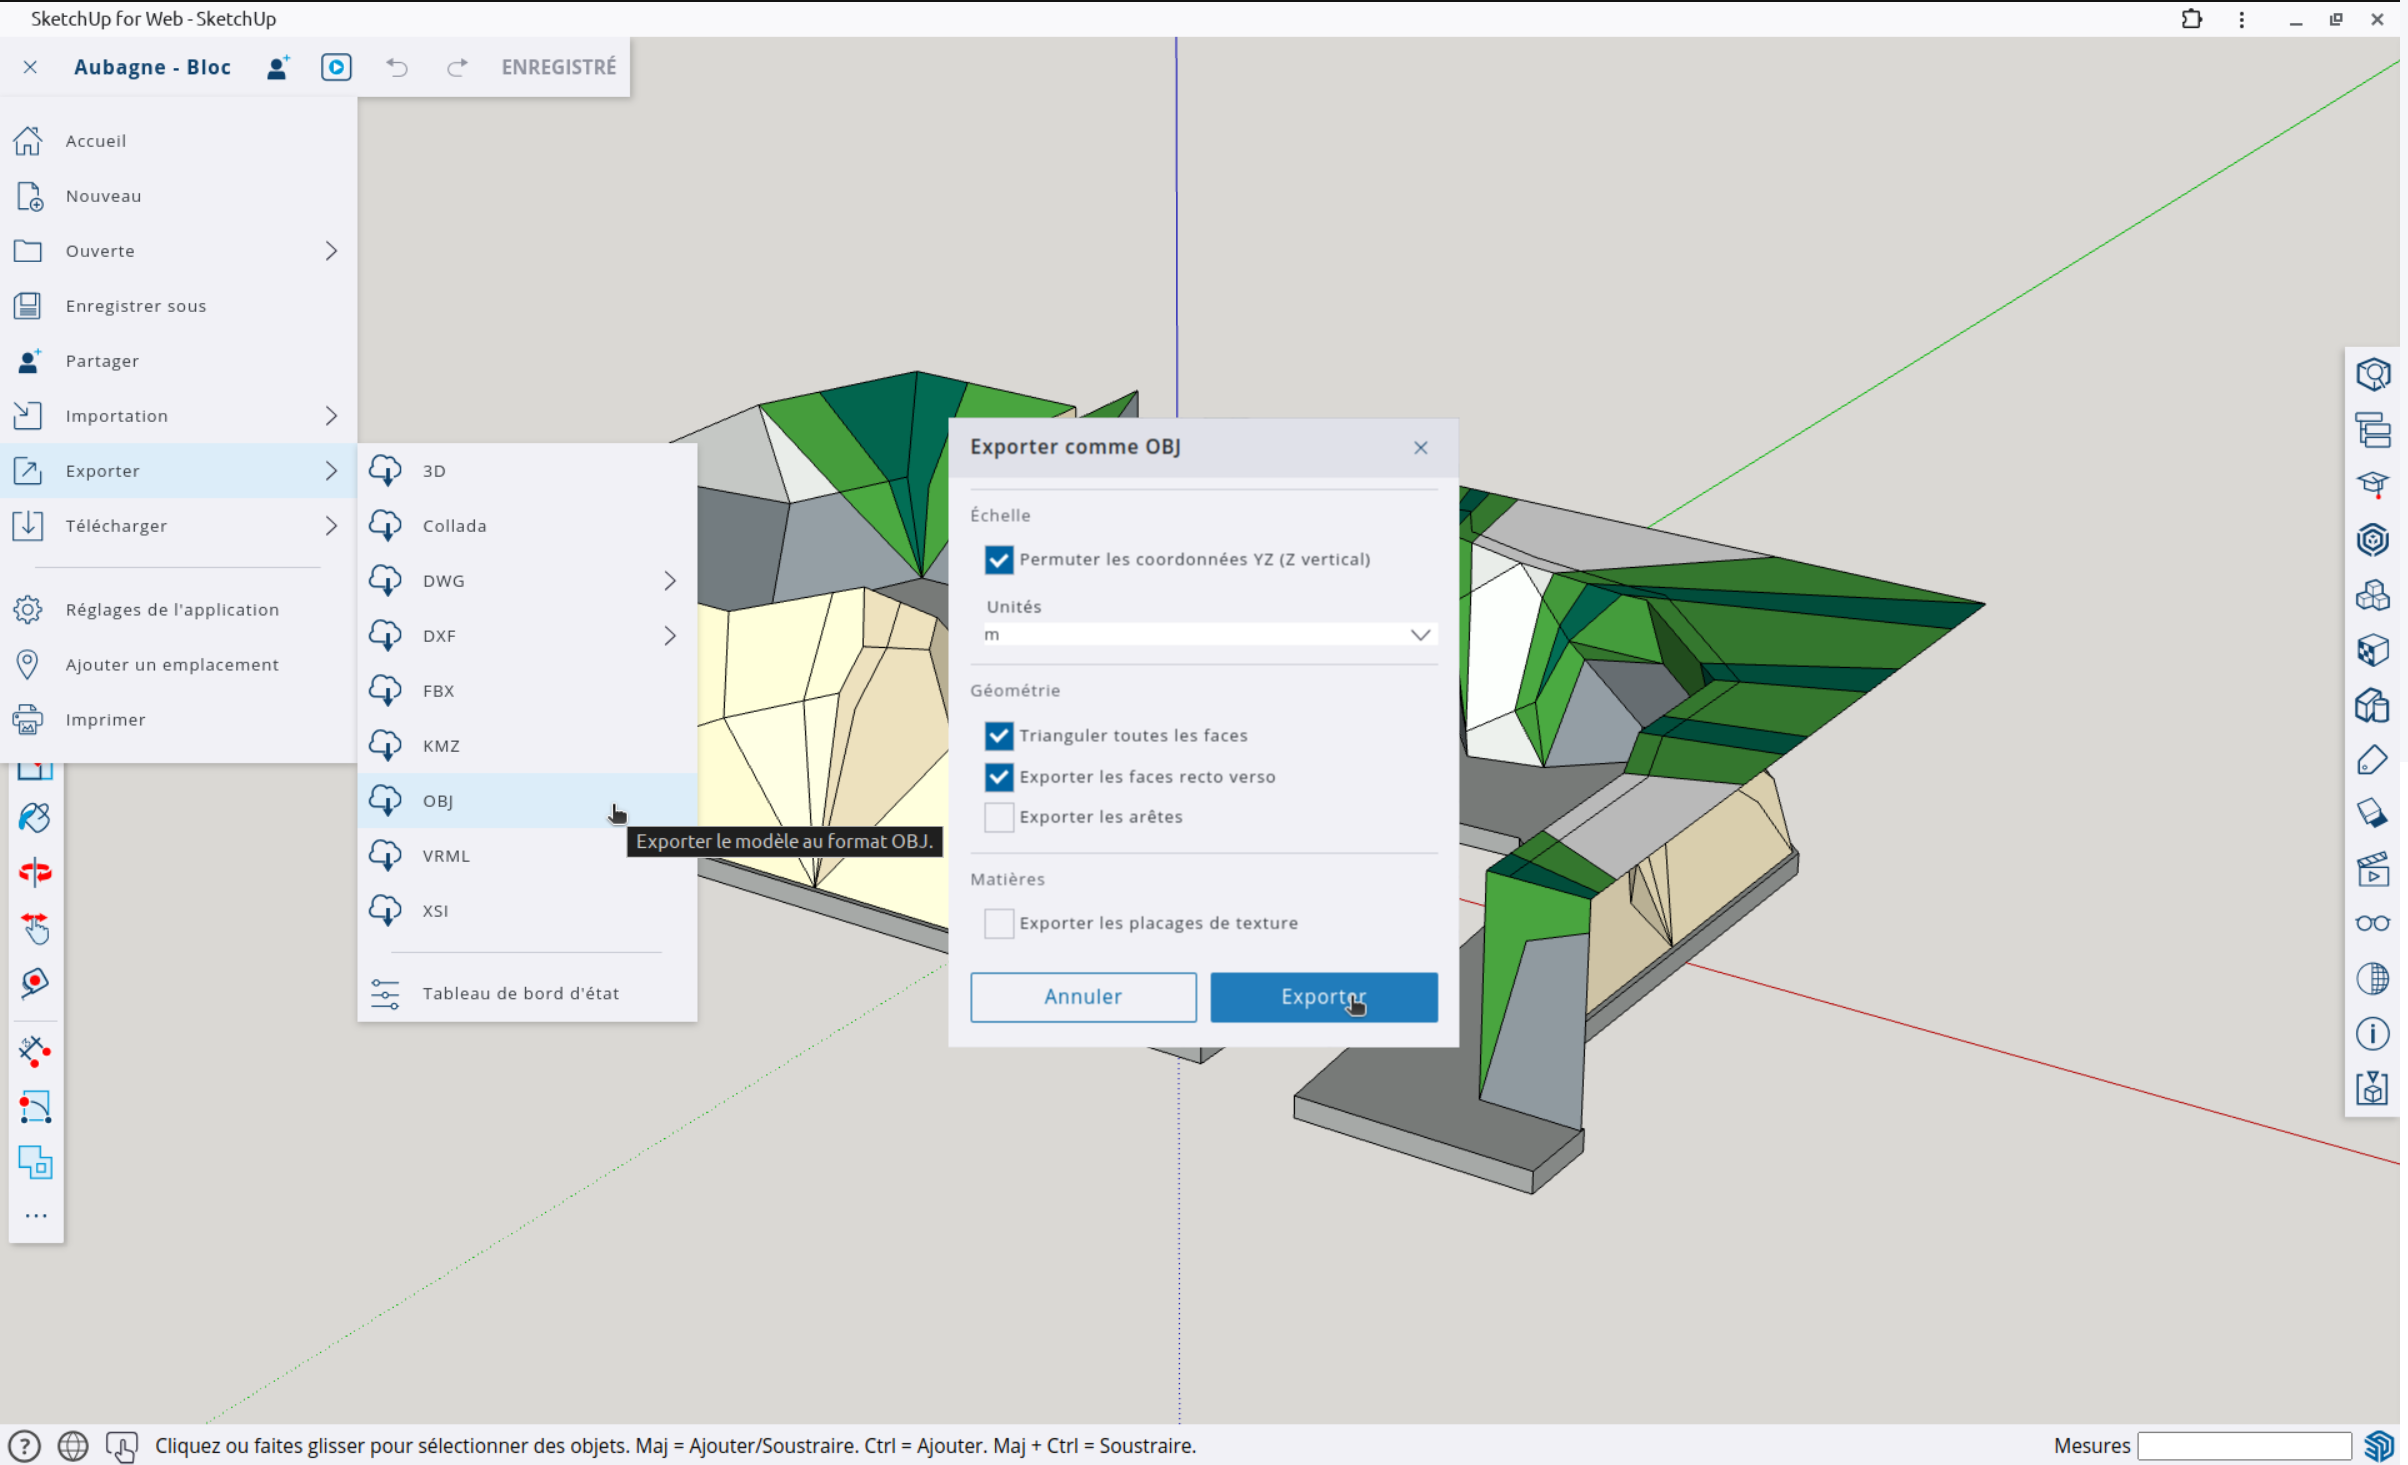 SketchUp for Web - SketchUp
Aubagne - Bloc
ENREGISTRÉ
Accueil
Nouveau
Ouverte
Enregistrer sous
Partager
Importation
Exporter
Télécharger
Réglages de l'application
Ajouter un emplacement
Imprimer
3D
Collada
DWG
DXF
FBX
KMZ
OBJ
VRML
XSI
Tableau de bord d'état
Exporter le modèle au format OBJ.
Exporter comme OBJ
Échelle
Permuter les coordonnées YZ (Z vertical)
Unités
m
Géométrie
Trianguler toutes les faces
Exporter les faces recto verso
Exporter les arêtes
Matières
Exporter les placages de texture
Annuler
Exporter
Cliquez ou faites glisser pour sélectionner des objets. Maj = Ajouter/Soustraire. Ctrl = Ajouter. Maj + Ctrl = Soustraire.
Mesures